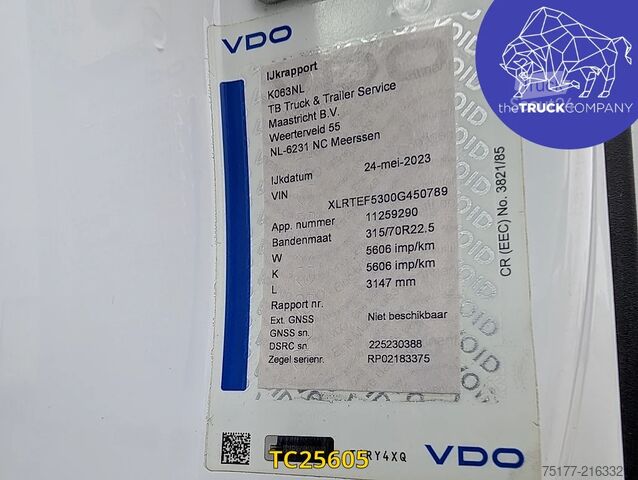 VDO
IJkrapport
K063NL
TB Truck & Trailer Service
Maastricht B.V.
Weerterveld 55
NL-6231 NC Meerssen
IJkdatum 24-mei-2023
VIN XLRTEF5300G450789
App. nummer 11259290
Bandenmaat 315/70R22.5
W 5606 imp/km
K 5606 imp/km
L 3147 mm
Rapport nr.
Ext. GNSS Niet beschikbaar
GNSS sn.
DSRC sn 225230388
Zegel serienr. RP02183375
CR (EEC) No. 3821/85
VDO
VOID
theTRUCKCOMPANY
RY4XQ
VDO
TC25605
75177-216332